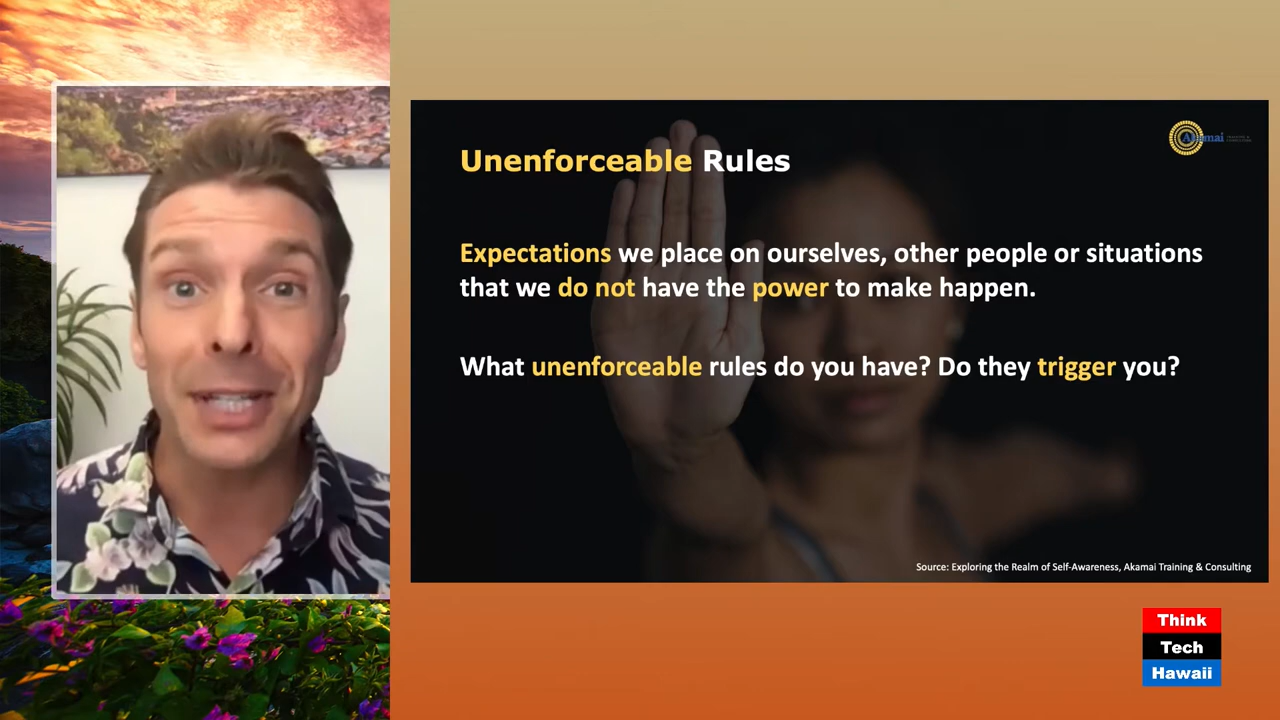 Akamai
Unenforceable Rules
Expectations we place on ourselves, other people or situations
that we do not have the power to make happen.
What unenforceable rules do you have? Do they trigger you?
Source: Exploring the Realm of Self-Awareness, Akamai Training & Consulting
Think
Tech
Hawaii